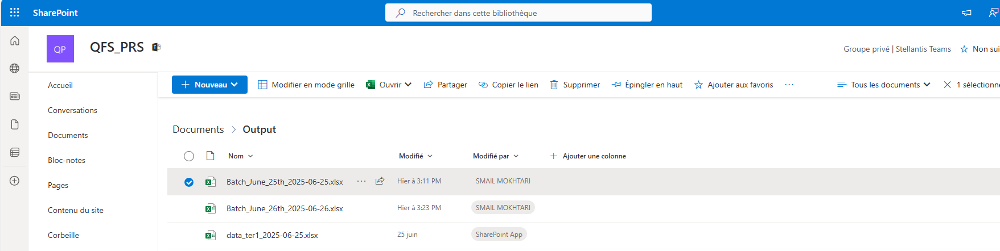 SharePoint
Rechercher dans cette bibliothèque
QP
QFS_PRS
Groupe privé | Stellantis Teams
Non sui
Accueil
Conversations
Documents
Bloc-notes
Pages
Contenu du site
Corbeille
Nouveau
Modifier en mode grille
Ouvrir
Partager
Copier le lien
Supprimer
Épingler en haut
Ajouter aux favoris
Tous les documents
1 sélectionné
Documents > Output
Nom Modifié Modifié par Ajouter une colonne
Batch_June_25th_2025-06-25.xlsx Hier à 3:11 PM SMAIL MOKHTARI
Batch_June_26th_2025-06-26.xlsx Hier à 3:23 PM SMAIL MOKHTARI
data_ter1_2025-06-25.xlsx 25 juin SharePoint App